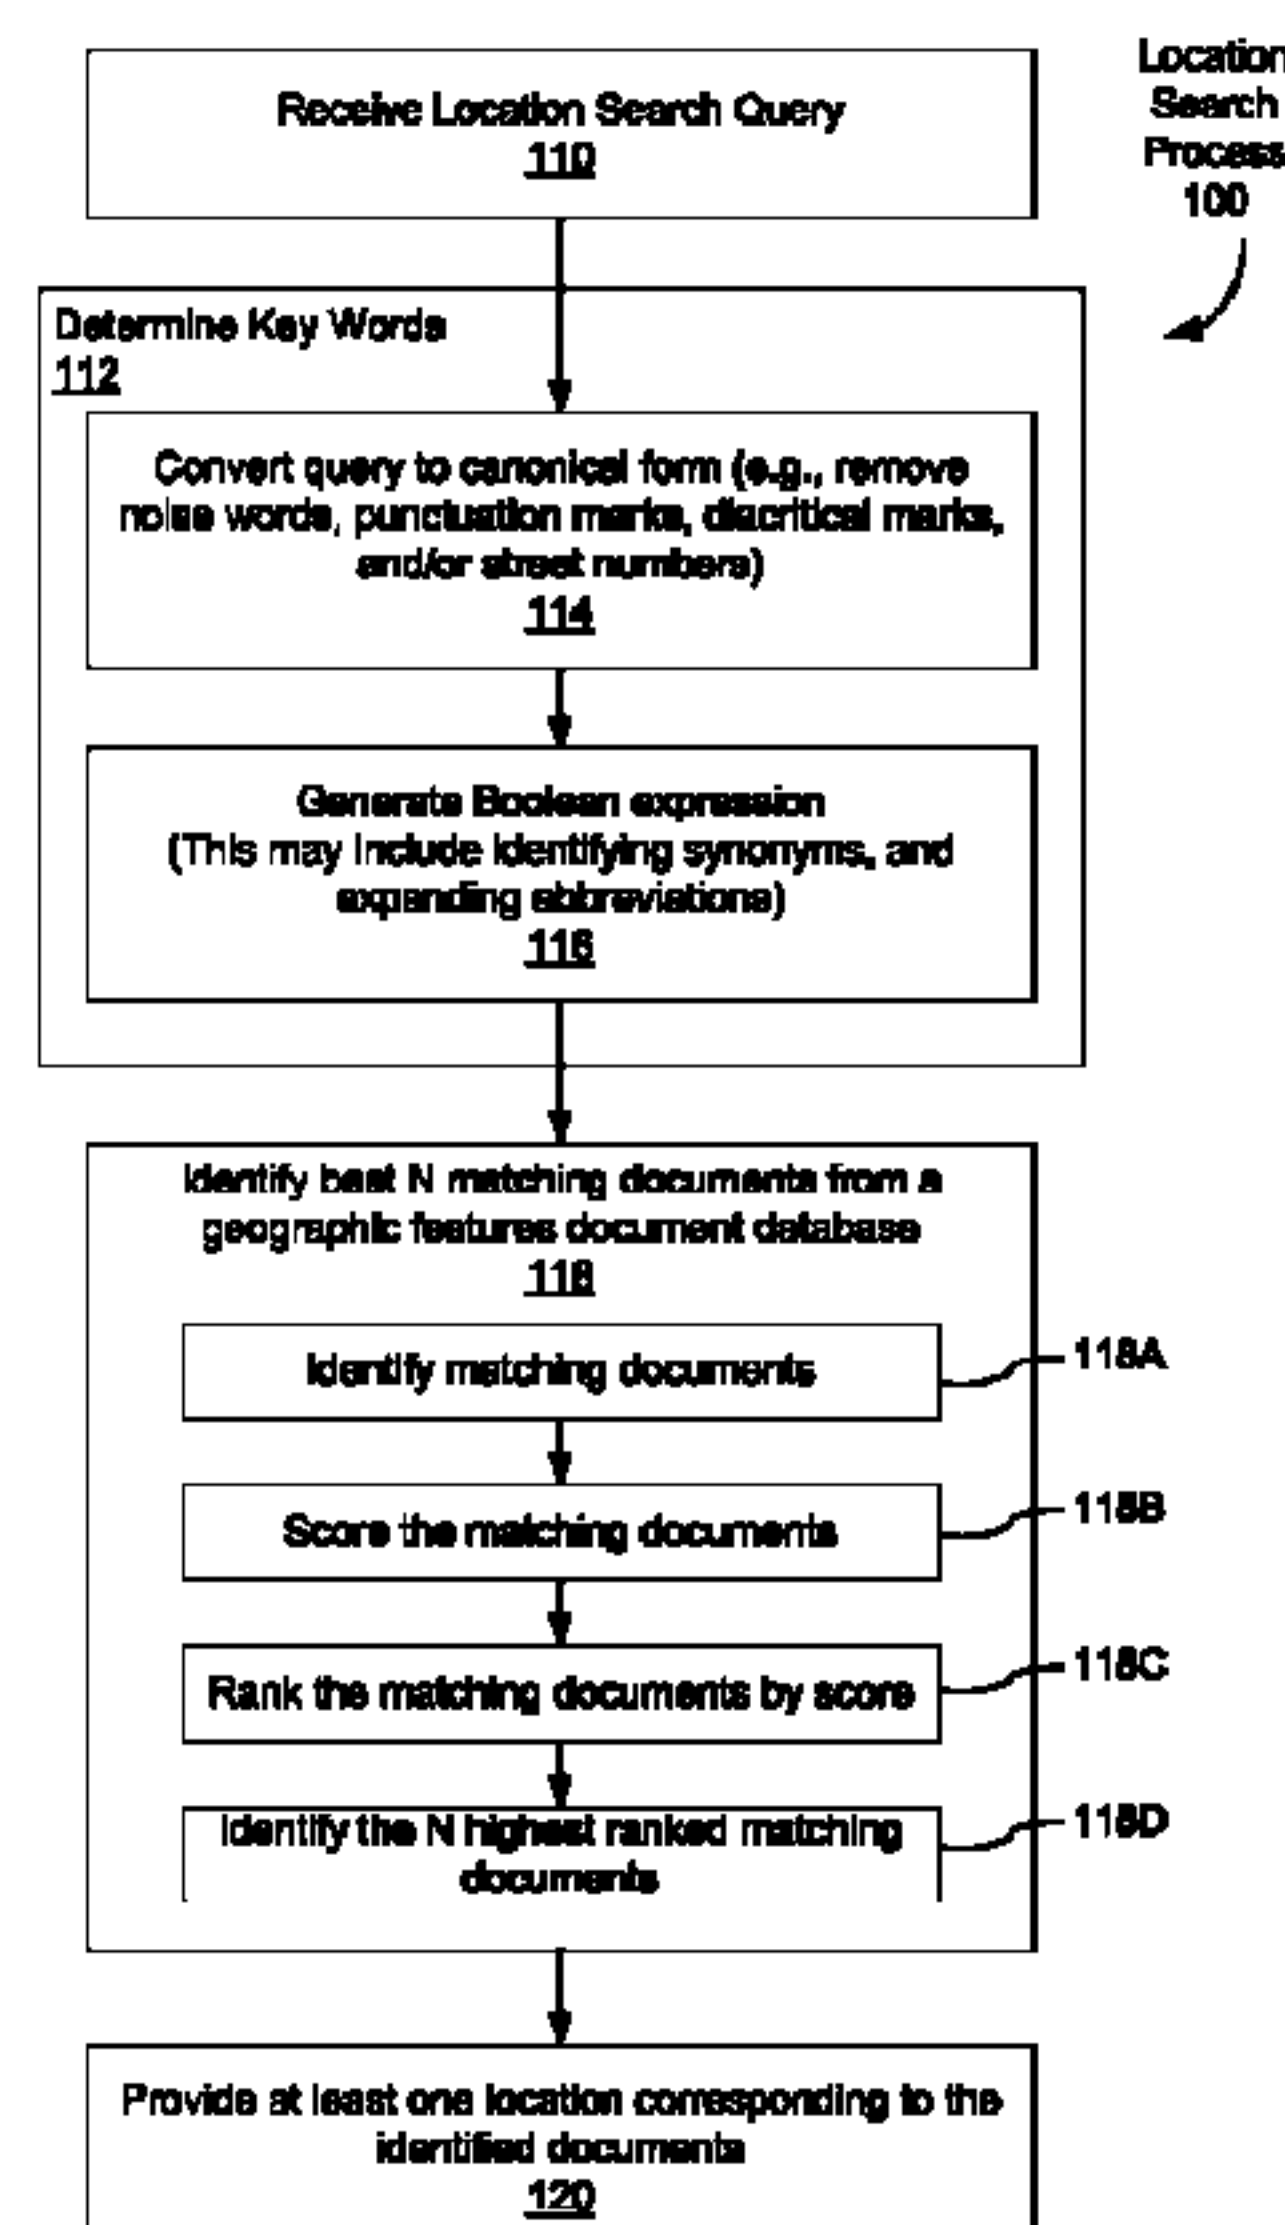 Location
Search
Process
100
Receive Location Search Query
110
Determine Key Words
112
Convert query to canonical form (e.g., remove
noise words, punctuation marks, diacritical marks,
and/or street numbers)
114
Generate Boolean expression
(This may include identifying synonyms, and
expanding abbreviations)
116
Identify best N matching documents from a
geographic features document database
118
Identify matching documents
118A
Score the matching documents
118B
Rank the matching documents by score
118C
Identify the N highest ranked matching
documents
118D
Provide at least one location corresponding to the
identified documents
120